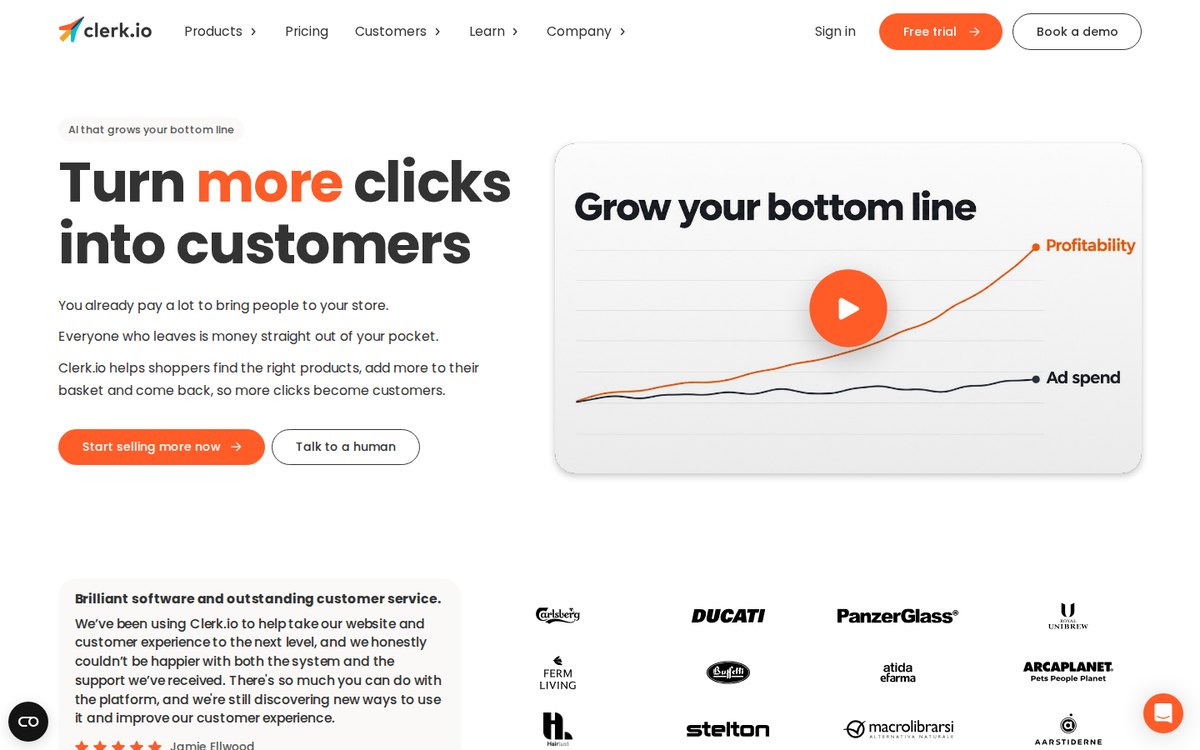 clerk.io
Products
Pricing
Customers
Learn
Company
Sign in
Free trial
Book a demo
AI that grows your bottom line
Turn more clicks
into customers
You already pay a lot to bring people to your store.
Everyone who leaves is money straight out of your pocket.
Clerk.io helps shoppers find the right products, add more to their
basket and come back, so more clicks become customers.
Start selling more now
Talk to a human
Grow your bottom line
Profitability
Ad spend
Brilliant software and outstanding customer service.
We've been using Clerk.io to help take our website and
customer experience to the next level, and we honestly
couldn't be happier with both the system and the
support we've received. There's so much you can do with
the platform, and we're still discovering new ways to use
it and improve our customer experience.
Jamie Ellwood
Carlsberg
DUCATI
PanzerGlass®
ROYAL
UNIBREW
FERM
LIVING
Buffetti
atida
efarma
ARCAPLANET.
Pets People Planet
H.
Hairlust
stelton
macrolibrarsi
ALTERNATIVA NATURALE
a
AARSTIDERNE